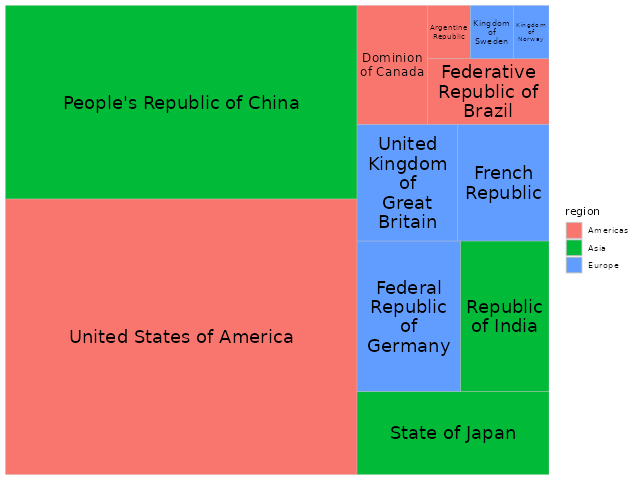 People's Republic of China
United States of America
Dominion
of Canada
Argentine
Republic
Kingdom
of
Sweden
Kingdom
of
Norway
Federative
Republic of
Brazil
United
Kingdom
of
Great
Britain
French
Republic
Federal
Republic
of
Germany
Republic
of India
State of Japan
region
Americas
Asia
Europe